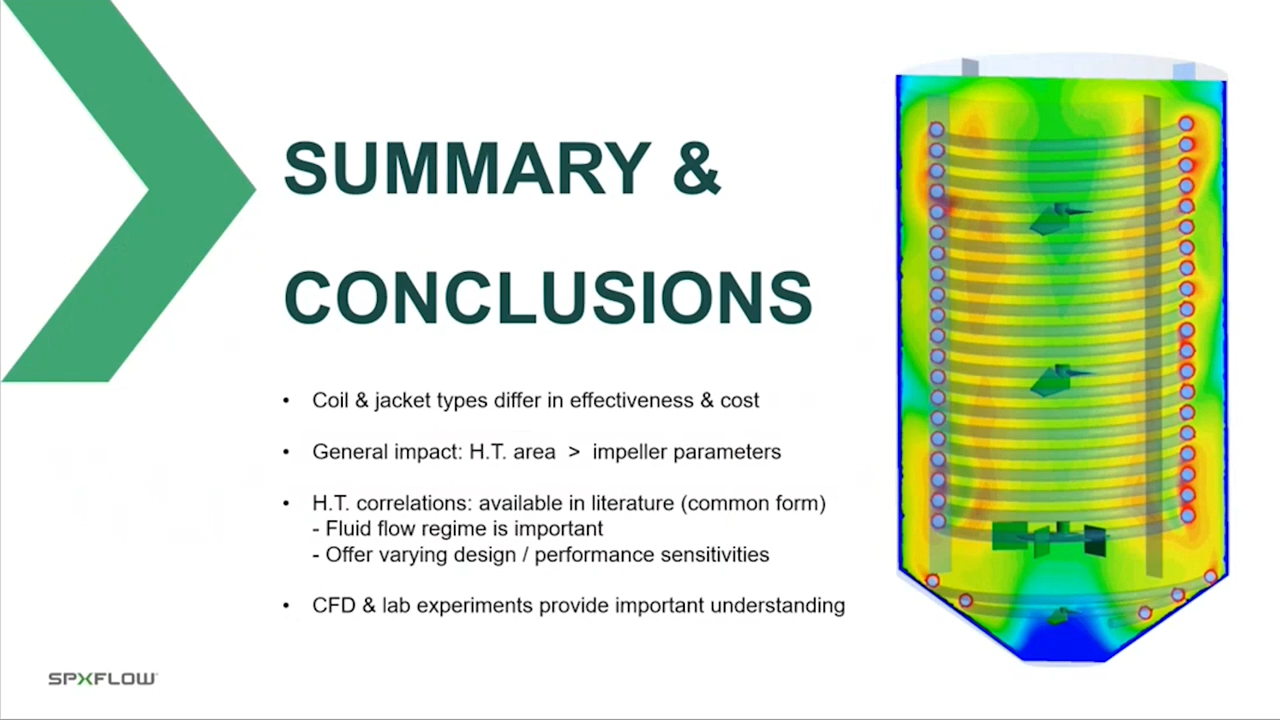 SUMMARY &
CONCLUSIONS
• Coil & jacket types differ in effectiveness & cost
• General impact: H.T. area > impeller parameters
• H.T. correlations: available in literature (common form)
- Fluid flow regime is important
- Offer varying design / performance sensitivities
• CFD & lab experiments provide important understanding
SPXFLOW